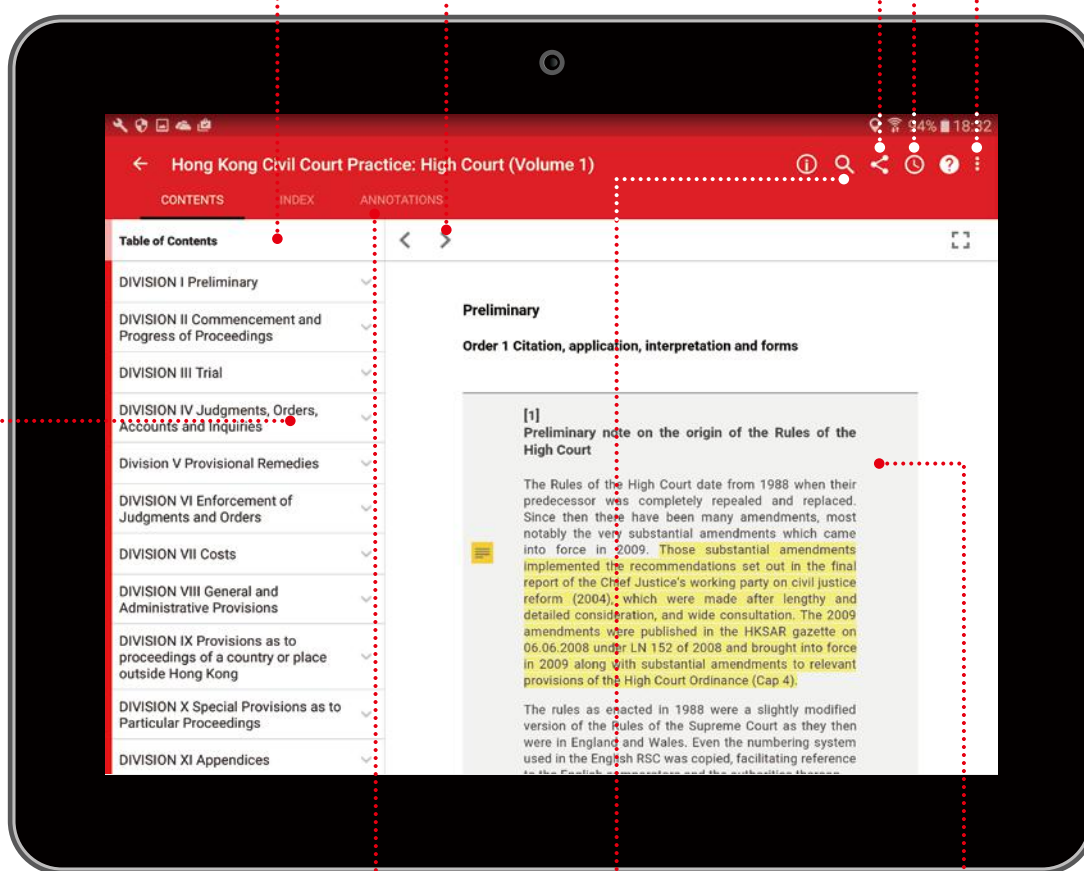 94% 18:32
Hong Kong Civil Court Practice: High Court (Volume 1)
CONTENTS INDEX ANNOTATIONS
Table of Contents
DIVISION I Preliminary
DIVISION II Commencement and
Progress of Proceedings
DIVISION III Trial
DIVISION IV Judgments, Orders,
Accounts and Inquiries
Division V Provisional Remedies
DIVISION VI Enforcement of
Judgments and Orders
DIVISION VII Costs
DIVISION VIII General and
Administrative Provisions
DIVISION IX Provisions as to
proceedings of a country or place
outside Hong Kong
DIVISION X Special Provisions as to
Particular Proceedings
DIVISION XI Appendices
Preliminary
Order 1 Citation, application, interpretation and forms
[1]
Preliminary note on the origin of the Rules of the
High Court
The Rules of the High Court date from 1988 when their
predecessor was completely repealed and replaced.
Since then there have been many amendments, most
notably the very substantial amendments which came
into force in 2009. Those substantial amendments
implemented the recommendations set out in the final
report of the Chief Justice's working party on civil justice
reform (2004), which were made after lengthy and
detailed consideration, and wide consultation. The 2009
amendments were published in the HKSAR gazette on
06.06.2008 under LN 152 of 2008 and brought into force
in 2009 along with substantial amendments to relevant
provisions of the High Court Ordinance (Cap 4).
The rules as enacted in 1988 were a slightly modified
version of the Rules of the Supreme Court as they then
were in England and Wales. Even the numbering system
used in the English RSC was copied, facilitating reference